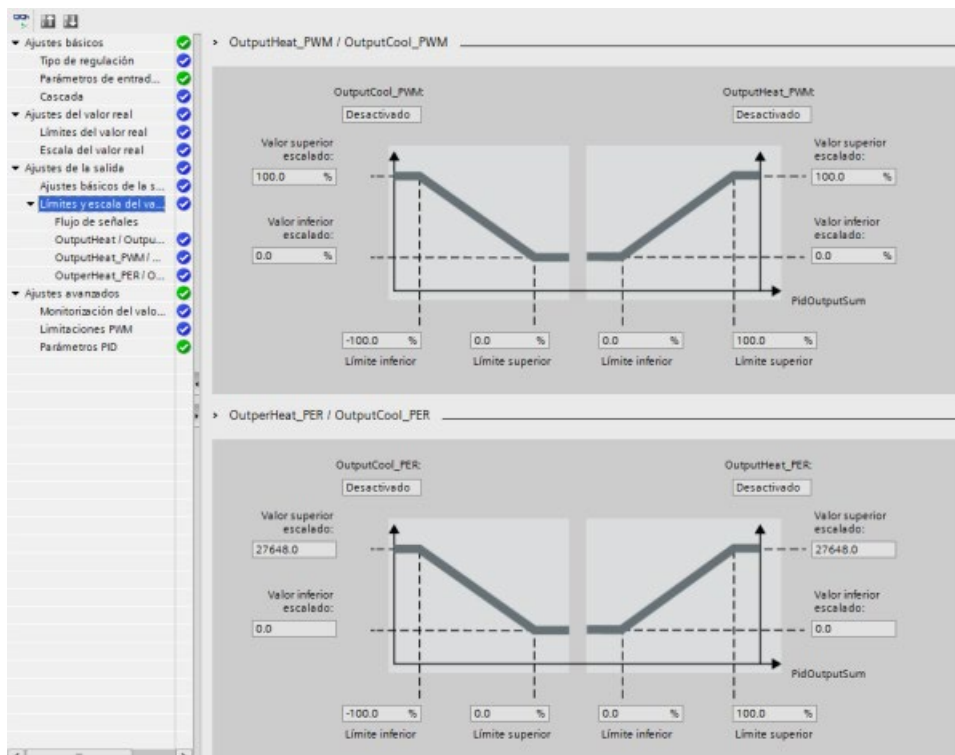 Ajustes básicos
Tipo de regulación
Parámetros de entrad...
Cascada
Ajustes del valor real
Límites del valor real
Escala del valor real
Ajustes de la salida
Ajustes básicos de la s...
Límites y escala del va...
Flujo de señales
OutputHeat / Outpu...
OutputHeat_PWM / ...
OutperHeat_PER / O...
Ajustes avanzados
Monitorización del valo...
Limitaciones PWM
Parámetros PID
OutputHeat_PWM / OutputCool_PWM
OutputCool_PWM:
Desactivado
OutputHeat_PWM:
Desactivado
Valor superior
escalado:
100.0 %
Valor superior
escalado:
100.0 %
Valor inferior
escalado:
0.0 %
Valor inferior
escalado:
0.0 %
PidOutputSum
-100.0 %
0.0 %
0.0 %
100.0 %
Límite inferior
Límite superior
Límite inferior
Límite superior
OutperHeat_PER / OutputCool_PER
OutputCool_PER:
Desactivado
OutputHeat_PER:
Desactivado
Valor superior
escalado:
27648.0
Valor superior
escalado:
27648.0
Valor inferior
escalado:
0.0
Valor inferior
escalado:
0.0
PidOutputSum
-100.0 %
0.0 %
0.0 %
100.0 %
Límite inferior
Límite superior
Límite inferior
Límite superior